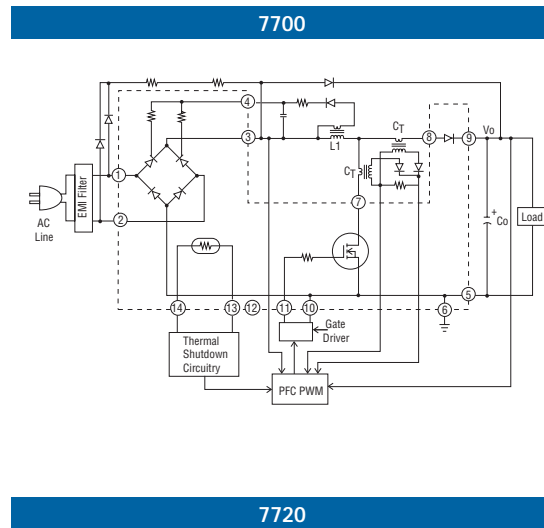 7700
4
3
L1
CT
8
9
Vo
CT
7
1
2
EMI Filter
AC
Line
+
Co
Load
5
6
14
13
12
11
10
Gate
Driver
Thermal
Shutdown
Circuitry
PFC PWM
7720